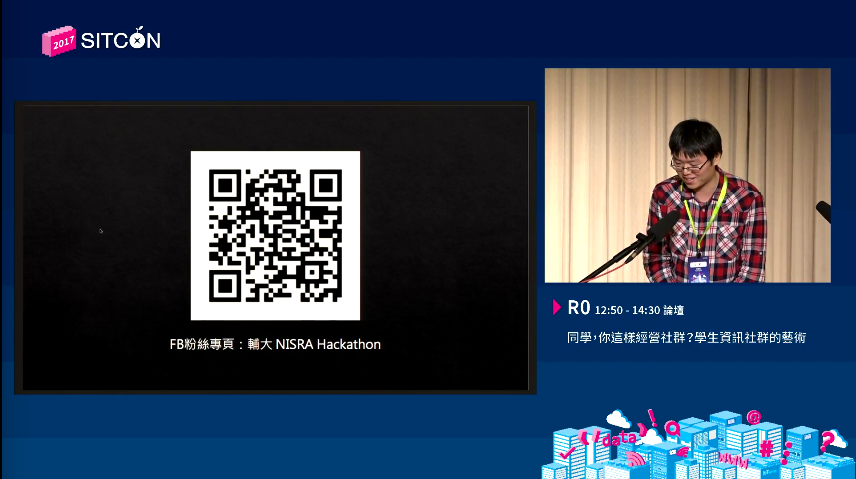 2017 SITCON
FB粉絲專頁：輔大 NISRA Hackathon
R0 12:50 - 14:30 論壇
同學，你這樣經營社群？學生資訊社群的藝術
data
@
#
www
?
!